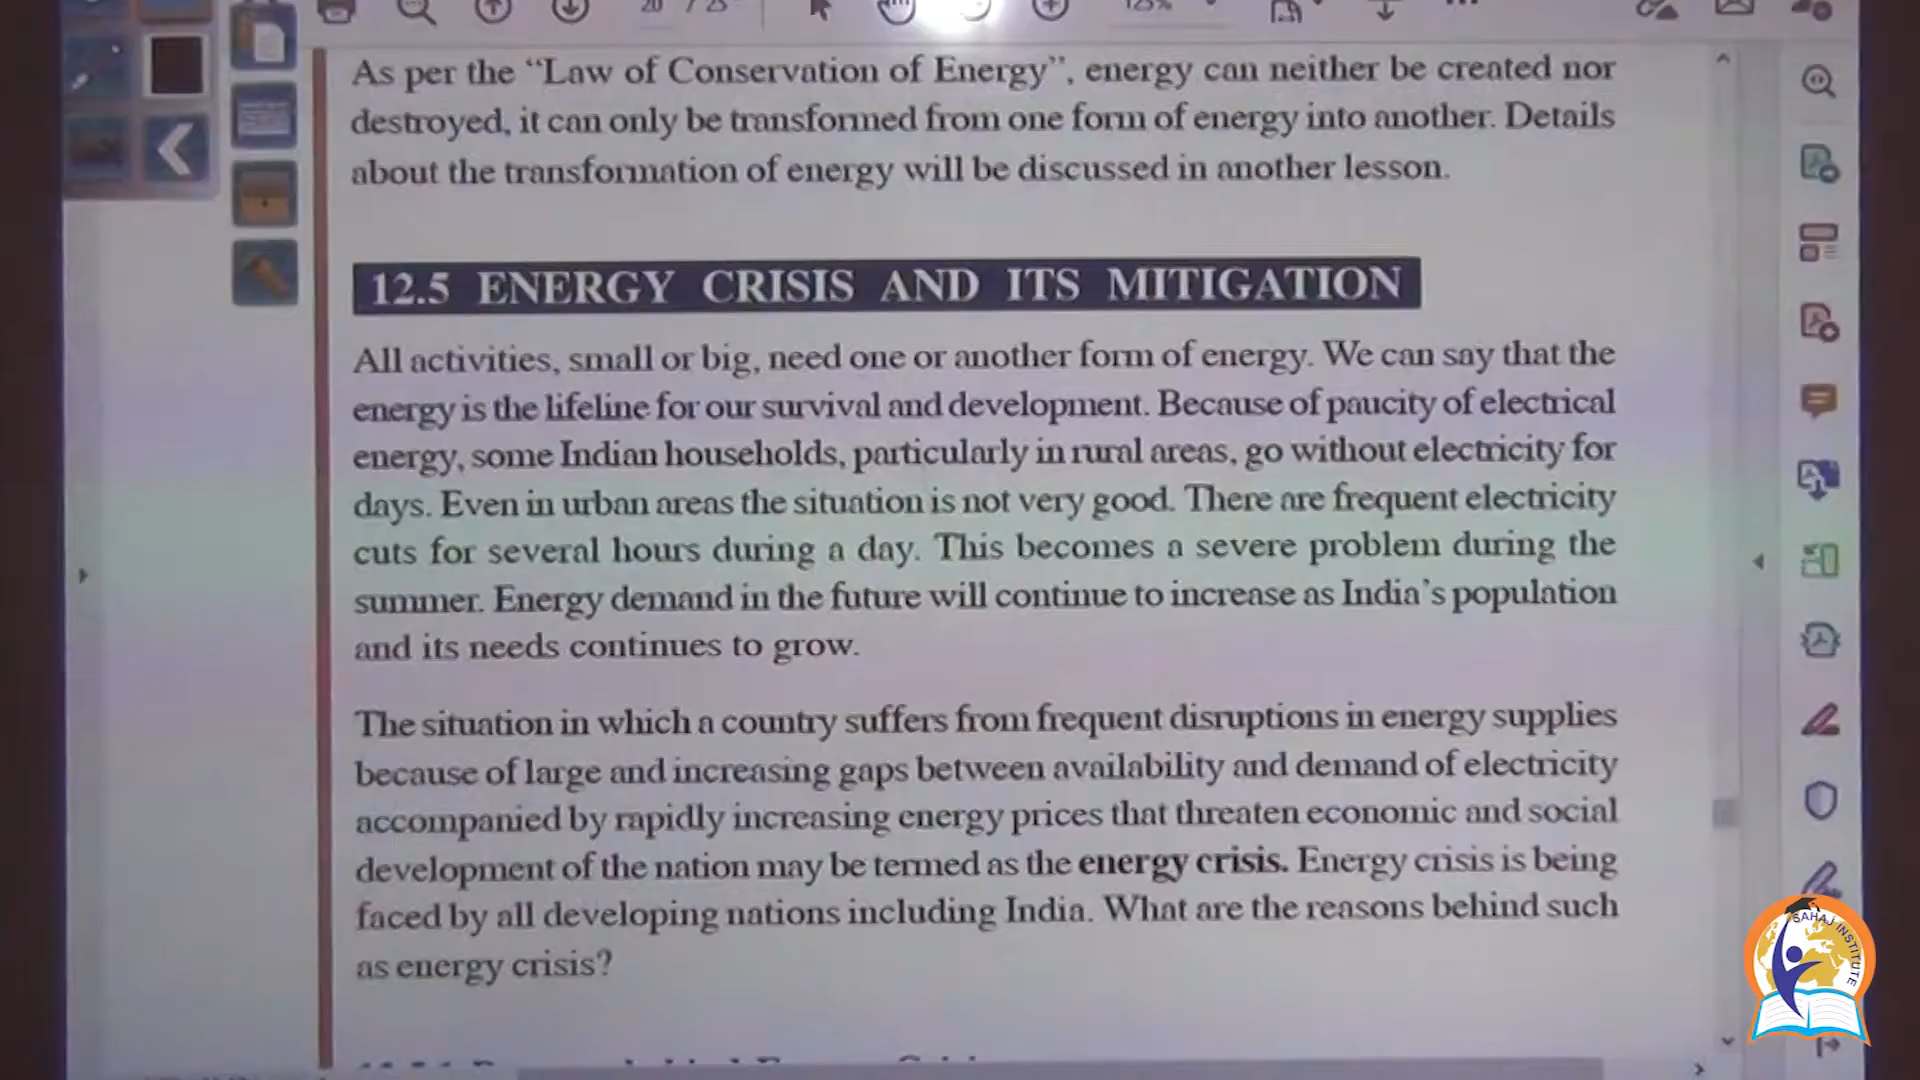 As per the “Law of Conservation of Energy”, energy can neither be created nor
destroyed, it can only be transformed from one form of energy into another. Details
about the transformation of energy will be discussed in another lesson.
12.5 ENERGY CRISIS AND ITS MITIGATION
All activities, small or big, need one or another form of energy. We can say that the
energy is the lifeline for our survival and development. Because of paucity of electrical
energy, some Indian households, particularly in rural areas, go without electricity for
days. Even in urban areas the situation is not very good. There are frequent electricity
cuts for several hours during a day. This becomes a severe problem during the
summer. Energy demand in the future will continue to increase as India’s population
and its needs continues to grow.
The situation in which a country suffers from frequent disruptions in energy supplies
because of large and increasing gaps between availability and demand of electricity
accompanied by rapidly increasing energy prices that threaten economic and social
development of the nation may be termed as the energy crisis. Energy crisis is being
faced by all developing nations including India. What are the reasons behind such
as energy crisis?
SAHAJ INSTITUTE